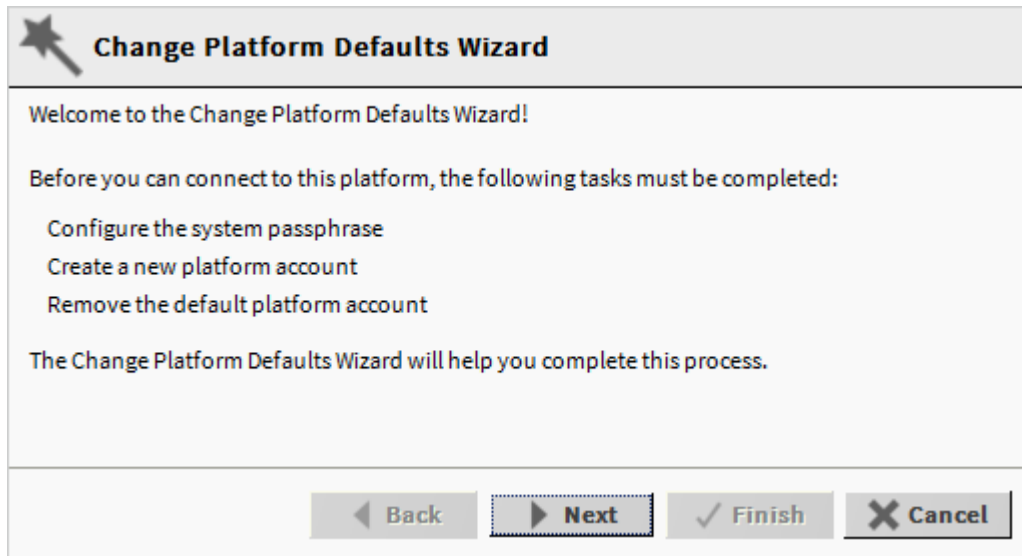 Change Platform Defaults Wizard
Welcome to the Change Platform Defaults Wizard!
Before you can connect to this platform, the following tasks must be completed:
Configure the system passphrase
Create a new platform account
Remove the default platform account
The Change Platform Defaults Wizard will help you complete this process.
Back Next Finish Cancel